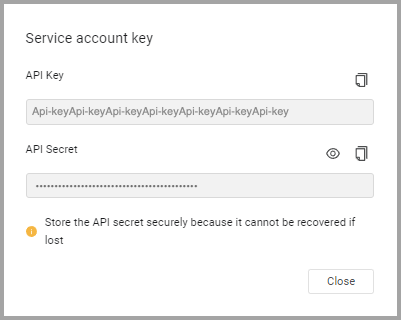 Service account key
API Key
Api-keyApi-keyApi-keyApi-keyApi-keyApi-keyApi-key
API Secret
••••••••••••••••••••••••••••••••••••••••••••
Store the API secret securely because it cannot be recovered if
lost
Close